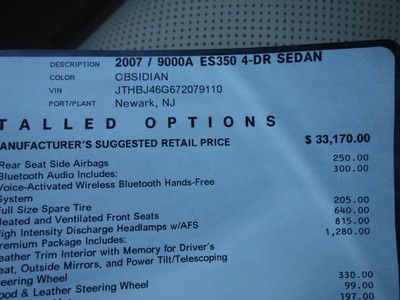 DESCRIPTION 2007 / 9000A ES350 4-DR SEDAN
COLOR OBSIDIAN
VIN JTHBJ46G672079110
PORT/PLANT Newark, NJ
TALLED OPTIONS
ANUFACTURER'S SUGGESTED RETAIL PRICE $ 33,170.00
Rear Seat Side Airbags 250.00
Bluetooth Audio Includes: 300.00
Voice-Activated Wireless Bluetooth Hands-Free
System
Full Size Spare Tire 205.00
Heated and Ventilated Front Seats 640.00
High Intensity Discharge Headlamps w/AFS 815.00
Premium Package Includes: 1,280.00
eather Trim Interior with Memory for Driver's
eat, Outside Mirrors, and Power Tilt/Telescoping
Steering Wheel
ood & Leather Steering Wheel 330.00
99.00
197.00